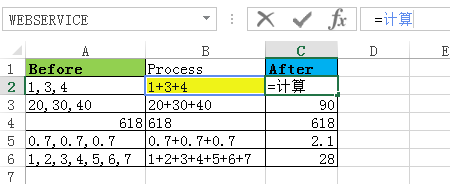 WEBSERVICE =计算
A B C D E
1 Before Process After
2 1,3,4 1+3+4 =计算
3 20,30,40 20+30+40 90
4 618 618 618
5 0.7,0.7,0.7 0.7+0.7+0.7 2.1
6 1,2,3,4,5,6,7 1+2+3+4+5+6+7 28